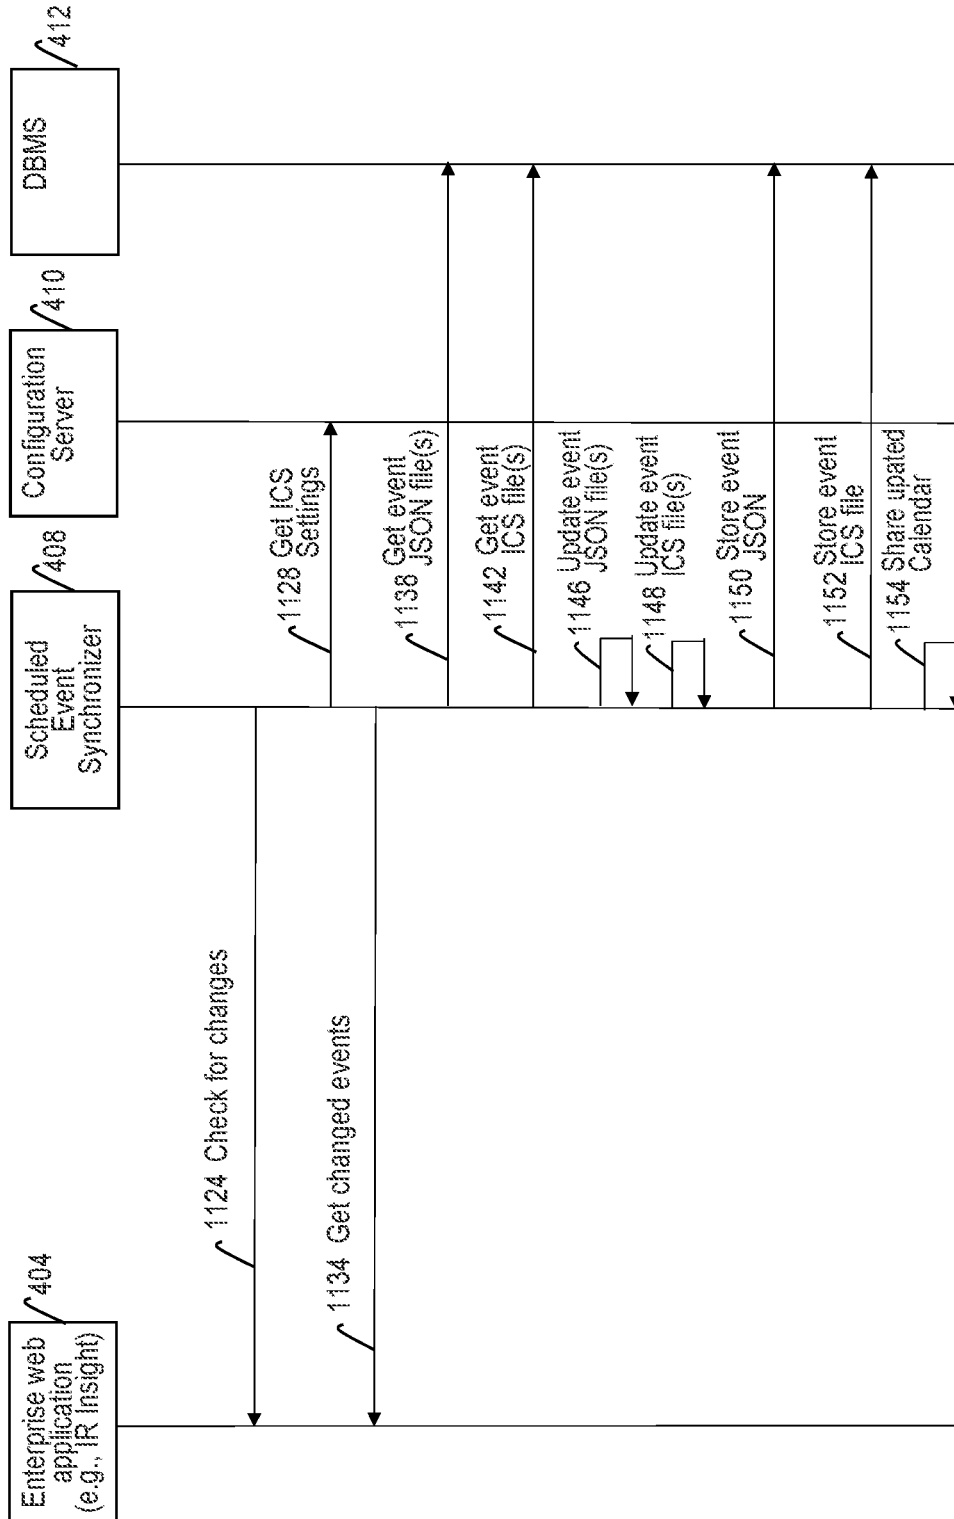 Enterprise web
application
(e.g., IR Insight)
404
Scheduled
Event
Synchronizer
408
Configuration
Server
410
DBMS
412
1124 Check for changes
1128 Get ICS
Settings
1134 Get changed events
1138 Get event
JSON file(s)
1142 Get event
ICS file(s)
1146 Update event
JSON file(s)
1148 Update event
ICS file(s)
1150 Store event
JSON
1152 Store event
ICS file
1154 Share upated
Calendar